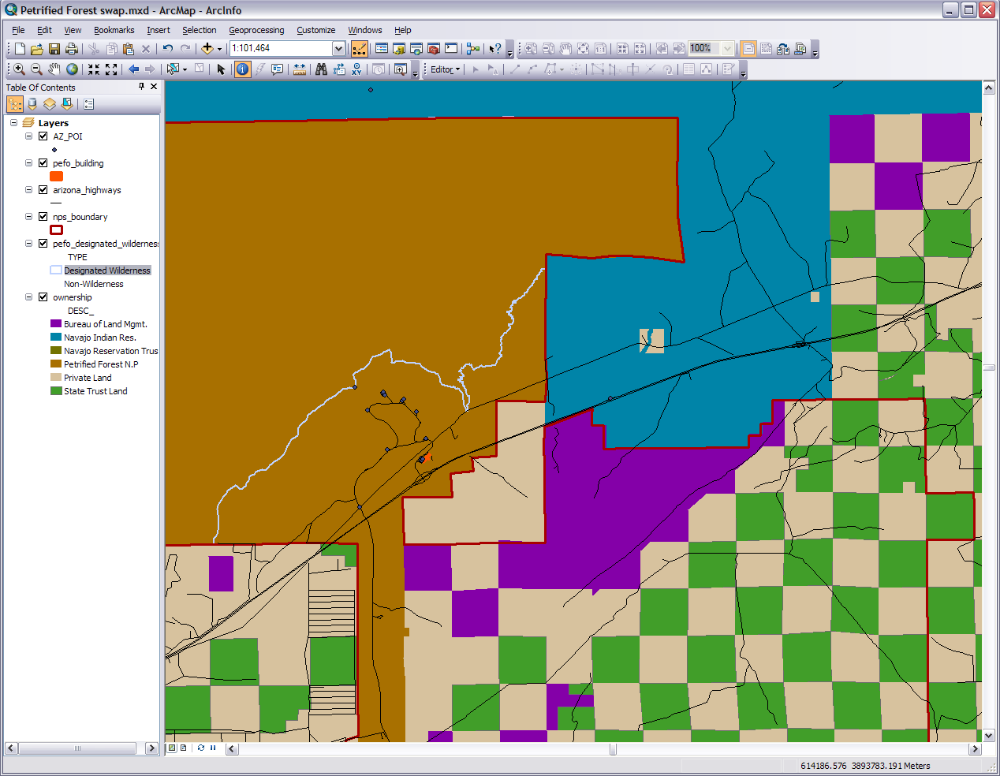 Petrified Forest swap.mxd - ArcMap - ArcInfo
File Edit View Bookmarks Insert Selection Geoprocessing Customize Windows Help
1:101,464
100%
Editor
Table Of Contents
Layers
AZ_POI
pefo_building
arizona_highways
nps_boundary
pefo_designated_wilderness
TYPE
Designated Wilderness
Non-Wilderness
ownership
DESC_
Bureau of Land Mgmt.
Navajo Indian Res.
Navajo Reservation Trus
Petrified Forest N.P
Private Land
State Trust Land
614186.576 3893783.191 Meters